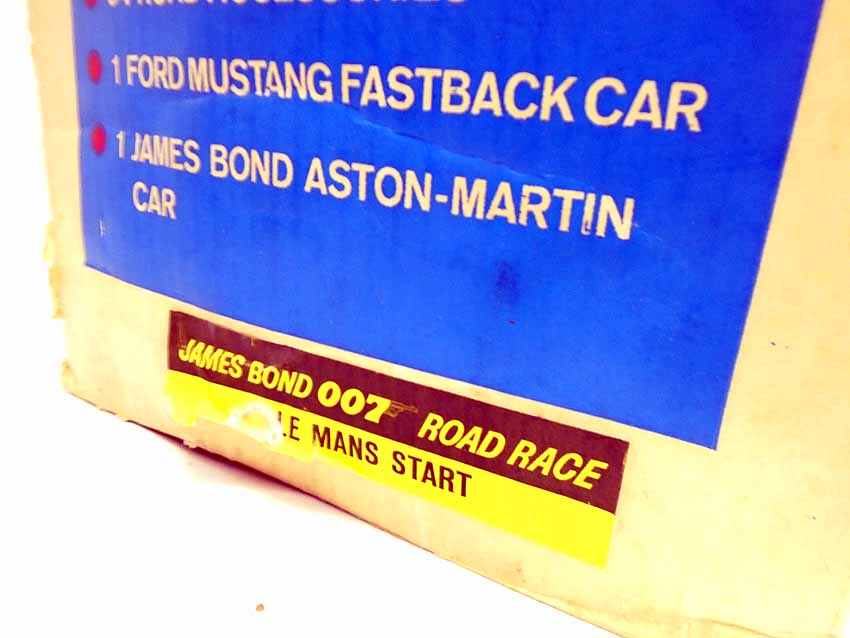 1 FORD MUSTANG FASTBACK CAR
1 JAMES BOND ASTON-MARTIN
CAR
JAMES BOND 007 ROAD RACE
LE MANS START